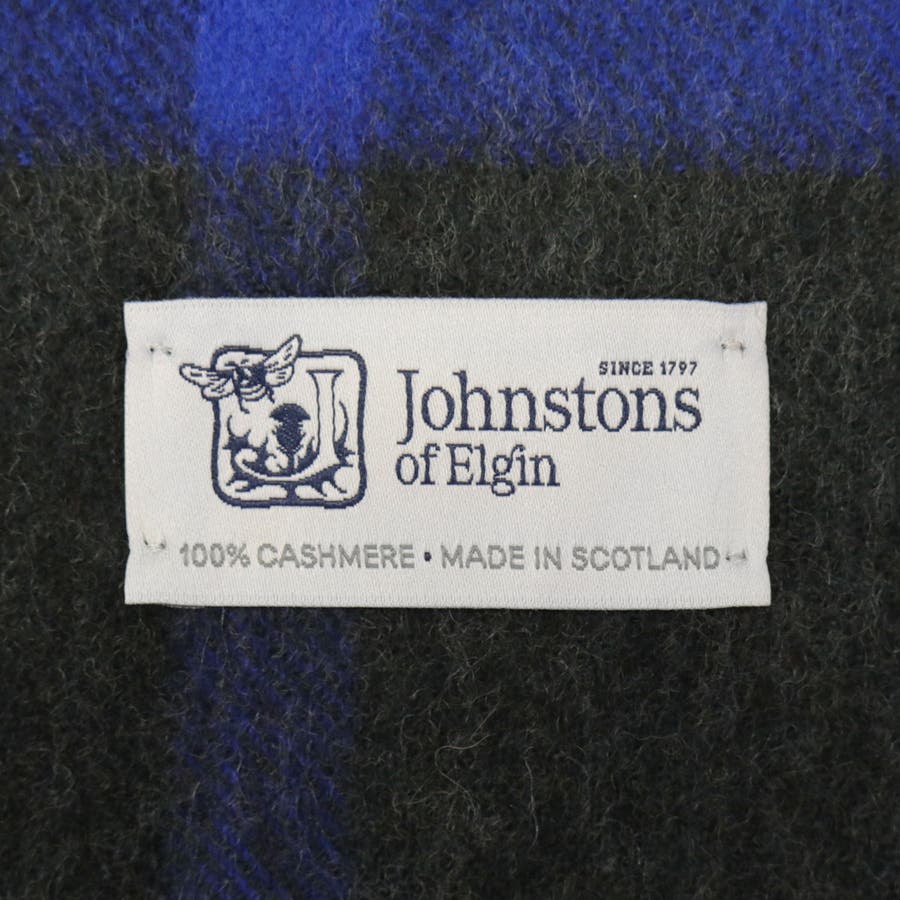 SINCE 1797
Johnstons
of Elgin
100% CASHMERE • MADE IN SCOTLAND